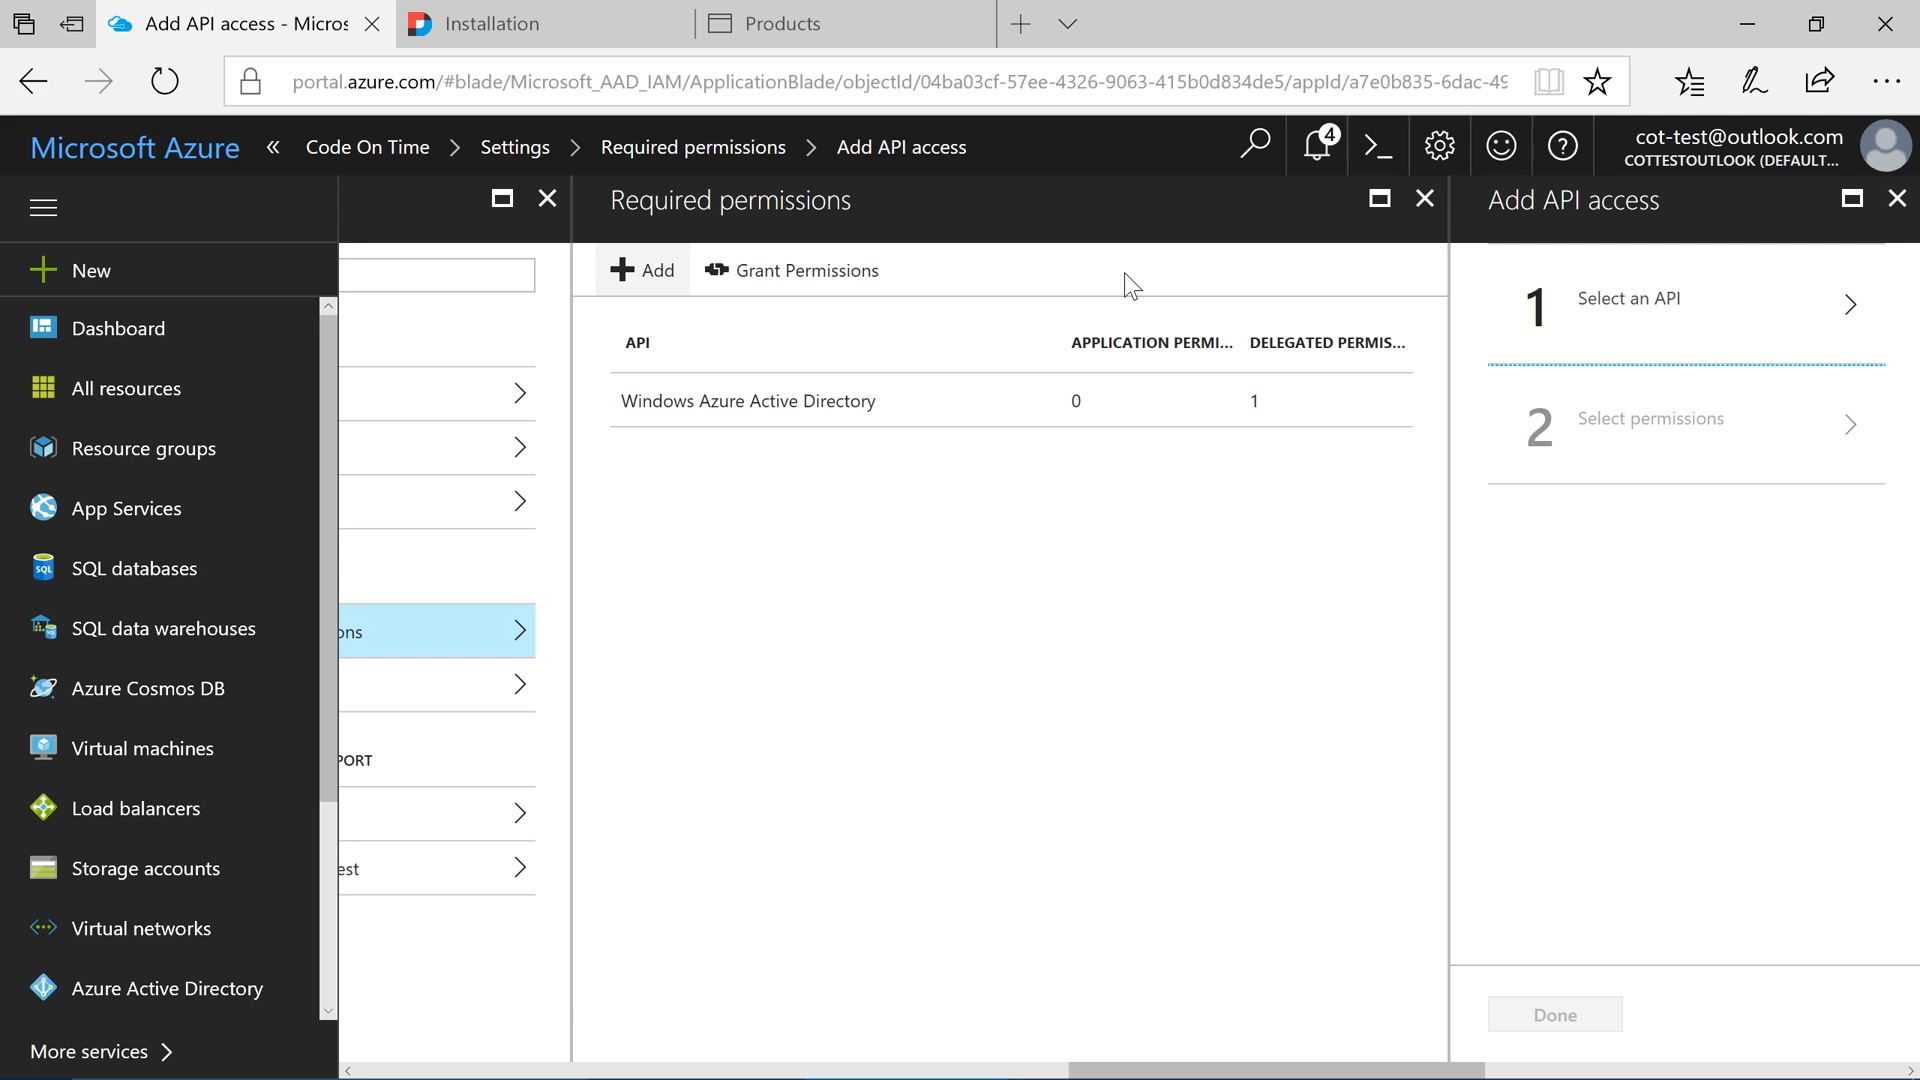 Add API access - Micros
Installation
Products
portal.azure.com/#blade/Microsoft_AAD_IAM/ApplicationBlade/objectId/04ba03cf-57ee-4326-9063-415b0d834de5/appId/a7e0b835-6dac-49
Microsoft Azure « Code On Time > Settings > Required permissions > Add API access
4
cot-test@outlook.com
COTTESTOUTLOOK (DEFAULT...
New
Dashboard
All resources
Resource groups
App Services
SQL databases
SQL data warehouses
Azure Cosmos DB
Virtual machines
Load balancers
Storage accounts
Virtual networks
Azure Active Directory
More services >
ons
PORT
est
Required permissions
Add
Grant Permissions
API APPLICATION PERMI... DELEGATED PERMIS...
Windows Azure Active Directory 0 1
Add API access
1 Select an API
2 Select permissions
Done